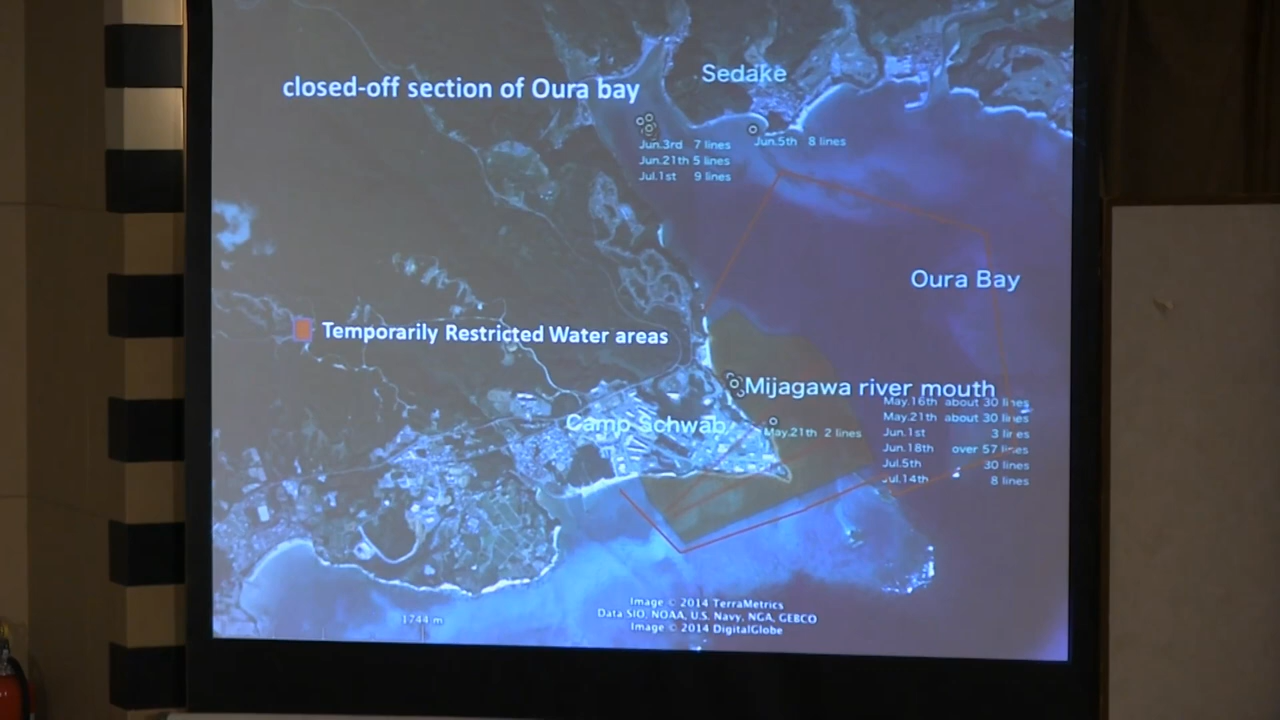 closed-off section of Oura bay
Sedake
Jun.3rd 7 lines
Jun.21th 5 lines
Jul.1st 9 lines
Jun.5th 8 lines
Oura Bay
Temporarily Restricted Water areas
Mijagawa river mouth
May.16th about 30 lines
May.21th about 30 lines
Jun.1st 3 lines
Jun.18th over 57 lines
Jul.5th 30 lines
Jul.14th 8 lines
Camp Schwab
May.21th 2 lines
Image © 2014 TerraMetrics
Data SIO, NOAA, U.S. Navy, NGA, GEBCO
Image © 2014 DigitalGlobe
1744 m